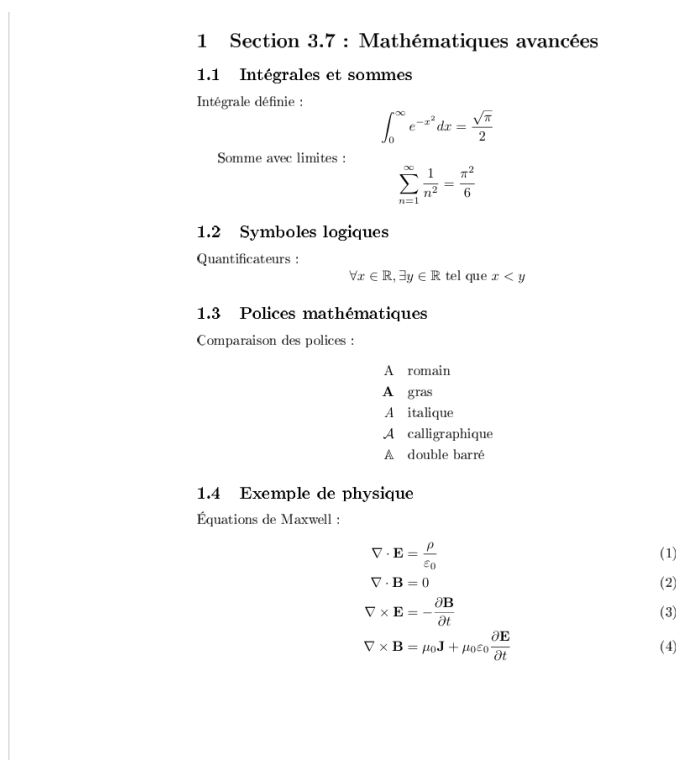 1 Section 3.7 : Mathématiques avancées
1.1 Intégrales et sommes
Intégrale définie :
∫₀^∞ e^{-x²} dx = √π / 2
Somme avec limites :
∑_{n=1}^∞ 1/n² = π²/6
1.2 Symboles logiques
Quantificateurs :
∀x ∈ ℝ, ∃y ∈ ℝ tel que x < y
1.3 Polices mathématiques
Comparaison des polices :
A romain
𝐀 gras
𝐴 italique
𝒜 calligraphique
𝔸 double barré
1.4 Exemple de physique
Équations de Maxwell :
∇ · 𝐄 = ρ/ε₀ (1)
∇ · 𝐁 = 0 (2)
∇ × 𝐄 = −∂𝐁/∂t (3)
∇ × 𝐁 = μ₀𝐉 + μ₀ε₀ ∂𝐄/∂t (4)